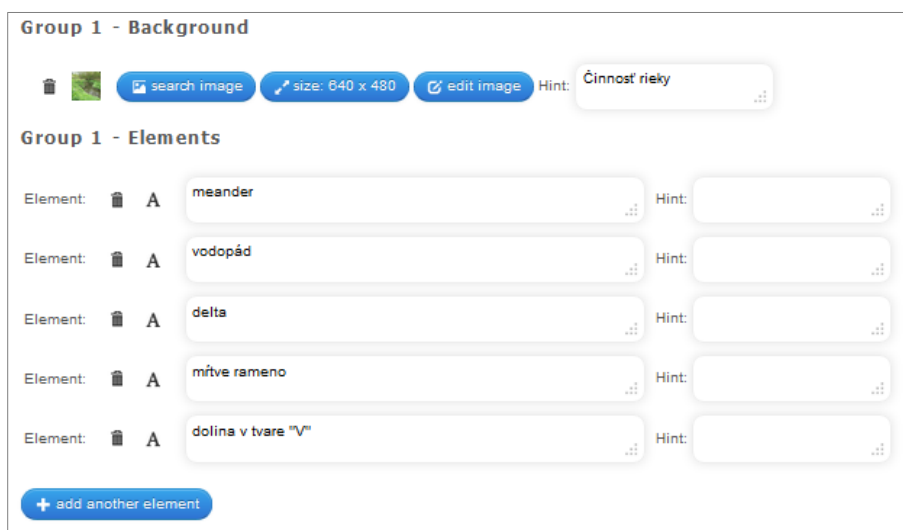 Group 1 - Background
search image size: 640 x 480 edit image Hint: Činnosť rieky
Group 1 - Elements
Element: A meander Hint:
Element: A vodopád Hint:
Element: A delta Hint:
Element: A mŕtve rameno Hint:
Element: A dolina v tvare "V" Hint:
+ add another element